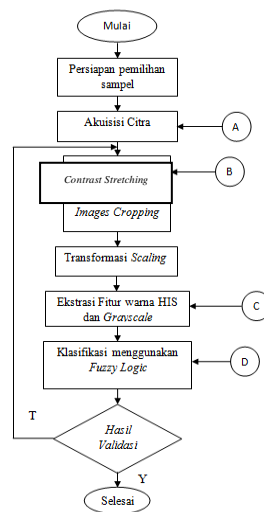 Mulai
Persiapan pemilihan
sampel
Akuisisi Citra
A
Contrast Stretching
B
Images Cropping
Transformasi Scaling
Ekstrasi Fitur warna HIS
dan Grayscale
C
Klasifikasi menggunakan
Fuzzy Logic
D
T
Hasil
Validasi
Y
Selesai